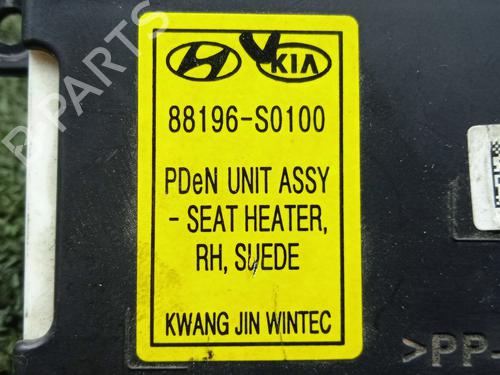 KIA
88196-S0100
PDeN UNIT ASSY
- SEAT HEATER,
RH, SUEDE
KWANG JIN WINTEC
>PP-
B-PARTS